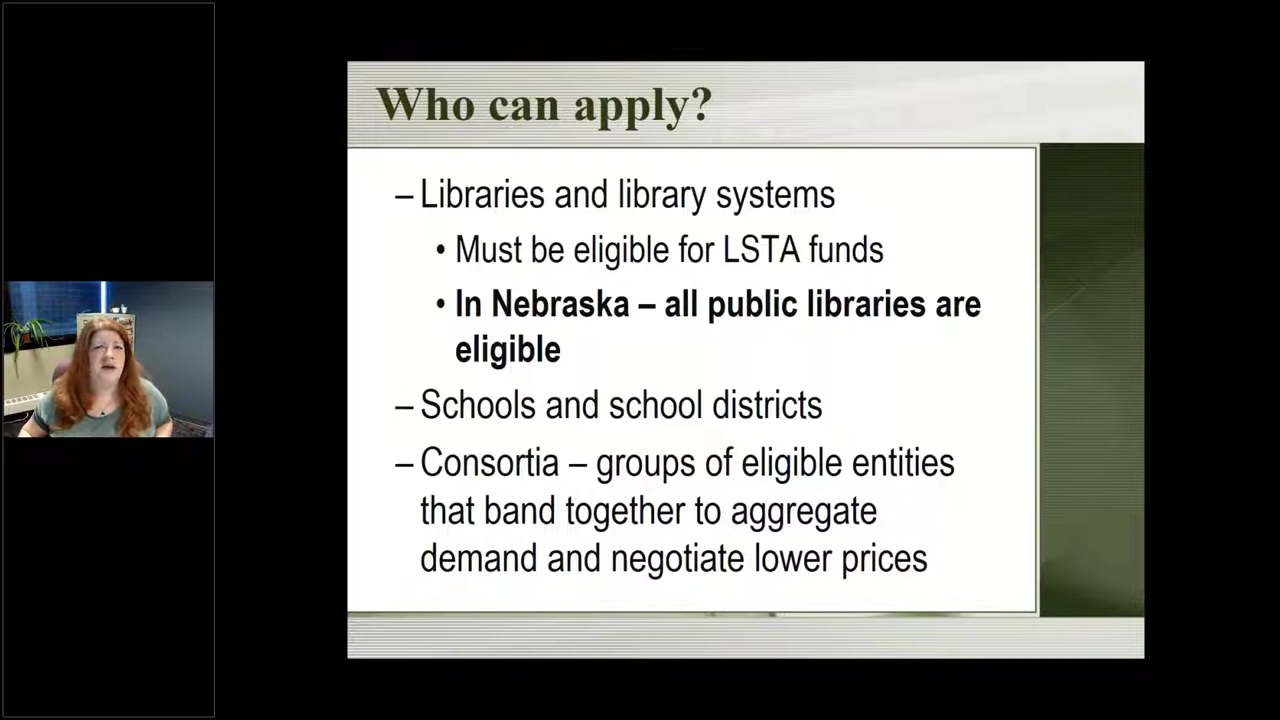 Who can apply?
– Libraries and library systems
• Must be eligible for LSTA funds
• In Nebraska – all public libraries are
eligible
– Schools and school districts
– Consortia – groups of eligible entities
that band together to aggregate
demand and negotiate lower prices